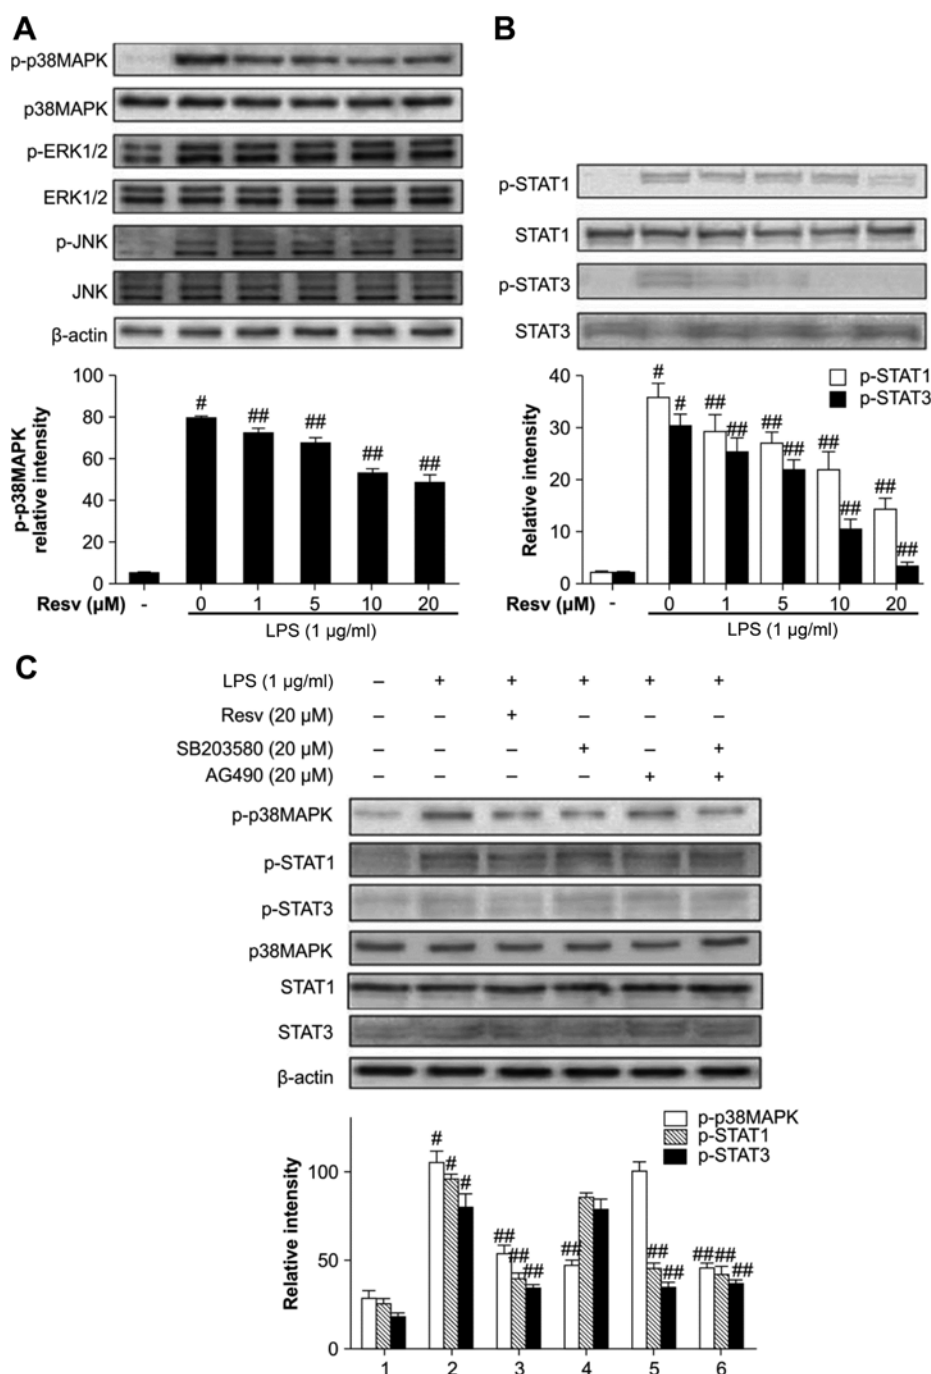 A
p-p38MAPK
p38MAPK
p-ERK1/2
ERK1/2
p-JNK
JNK
β-actin
100
80
60
40
20
0
p-p38MAPK
relative intensity
# ## ## ## ##
Resv (µM) - 0 1 5 10 20
LPS (1 µg/ml)
B
p-STAT1
STAT1
p-STAT3
STAT3
40
30
20
10
0
Relative intensity
p-STAT1
p-STAT3
# # ## ## ## ## ## ## ## ##
Resv (µM) - 0 1 5 10 20
LPS (1 µg/ml)
C
LPS (1 µg/ml) – + + + + +
Resv (20 µM) – – + – – –
SB203580 (20 µM) – – – + – +
AG490 (20 µM) – – – – + +
p-p38MAPK
p-STAT1
p-STAT3
p38MAPK
STAT1
STAT3
β-actin
p-p38MAPK
p-STAT1
p-STAT3
100
50
0
Relative intensity
# # # ## ## ## ## ## ## ## ## ##
1 2 3 4 5 6